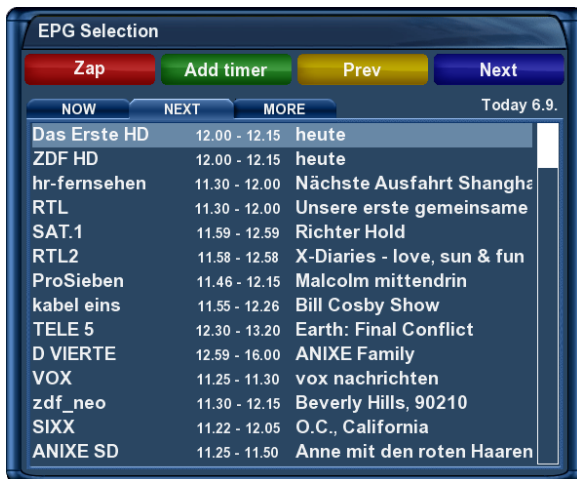 EPG Selection
Zap Add timer Prev Next
NOW NEXT MORE Today 6.9.
Das Erste HD 12.00 - 12.15 heute
ZDF HD 12.00 - 12.15 heute
hr-fernsehen 11.30 - 12.00 Nächste Ausfahrt Shangha
RTL 11.30 - 12.00 Unsere erste gemeinsame
SAT.1 11.59 - 12.59 Richter Hold
RTL2 11.58 - 12.58 X-Diaries - love, sun & fun
ProSieben 11.46 - 12.15 Malcolm mittendrin
kabel eins 11.55 - 12.26 Bill Cosby Show
TELE 5 12.30 - 13.20 Earth: Final Conflict
D VIERTE 12.59 - 16.00 ANIXE Family
VOX 11.25 - 11.30 vox nachrichten
zdf_neo 11.30 - 12.15 Beverly Hills, 90210
SIXX 11.22 - 12.05 O.C., California
ANIXE SD 11.25 - 11.50 Anne mit den roten Haaren